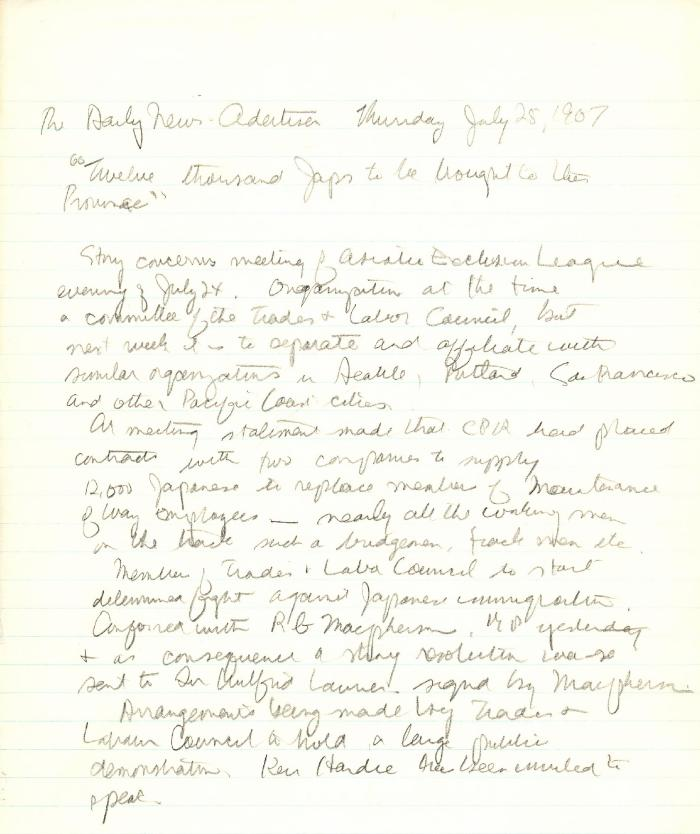 The Daily News-Advertiser Thursday July 25, 1907
"Twelve thousand Japs to be brought to this
Province"
Story concerns meeting of Asiatic Exclusion League
evening of July 24. Organization at the time
a committee of the Trades & Labor Council, but
next week it is to separate and affiliate with
similar organizations in Seattle, Portland, San Francisco
and other Pacific Coast cities.
At meeting statement made that CPR had placed
contracts with two companies to supply
12,000 Japanese to replace member of Maintenance
of Way Employees — nearly all the working men
on the track such a bridgemen, track men etc.
Member of Trades & Labor Council to start
determined fight against Japanese immigration.
Conferred with R G Macpherson, MP yesterday
& as consequence a strong resolution was
sent to Sir Wilfrid Laurier signed by Macpherson.
Arrangements being made by Trades &
Labour Council to hold a large public
demonstration. Keir Hardie has been invited to
speak.